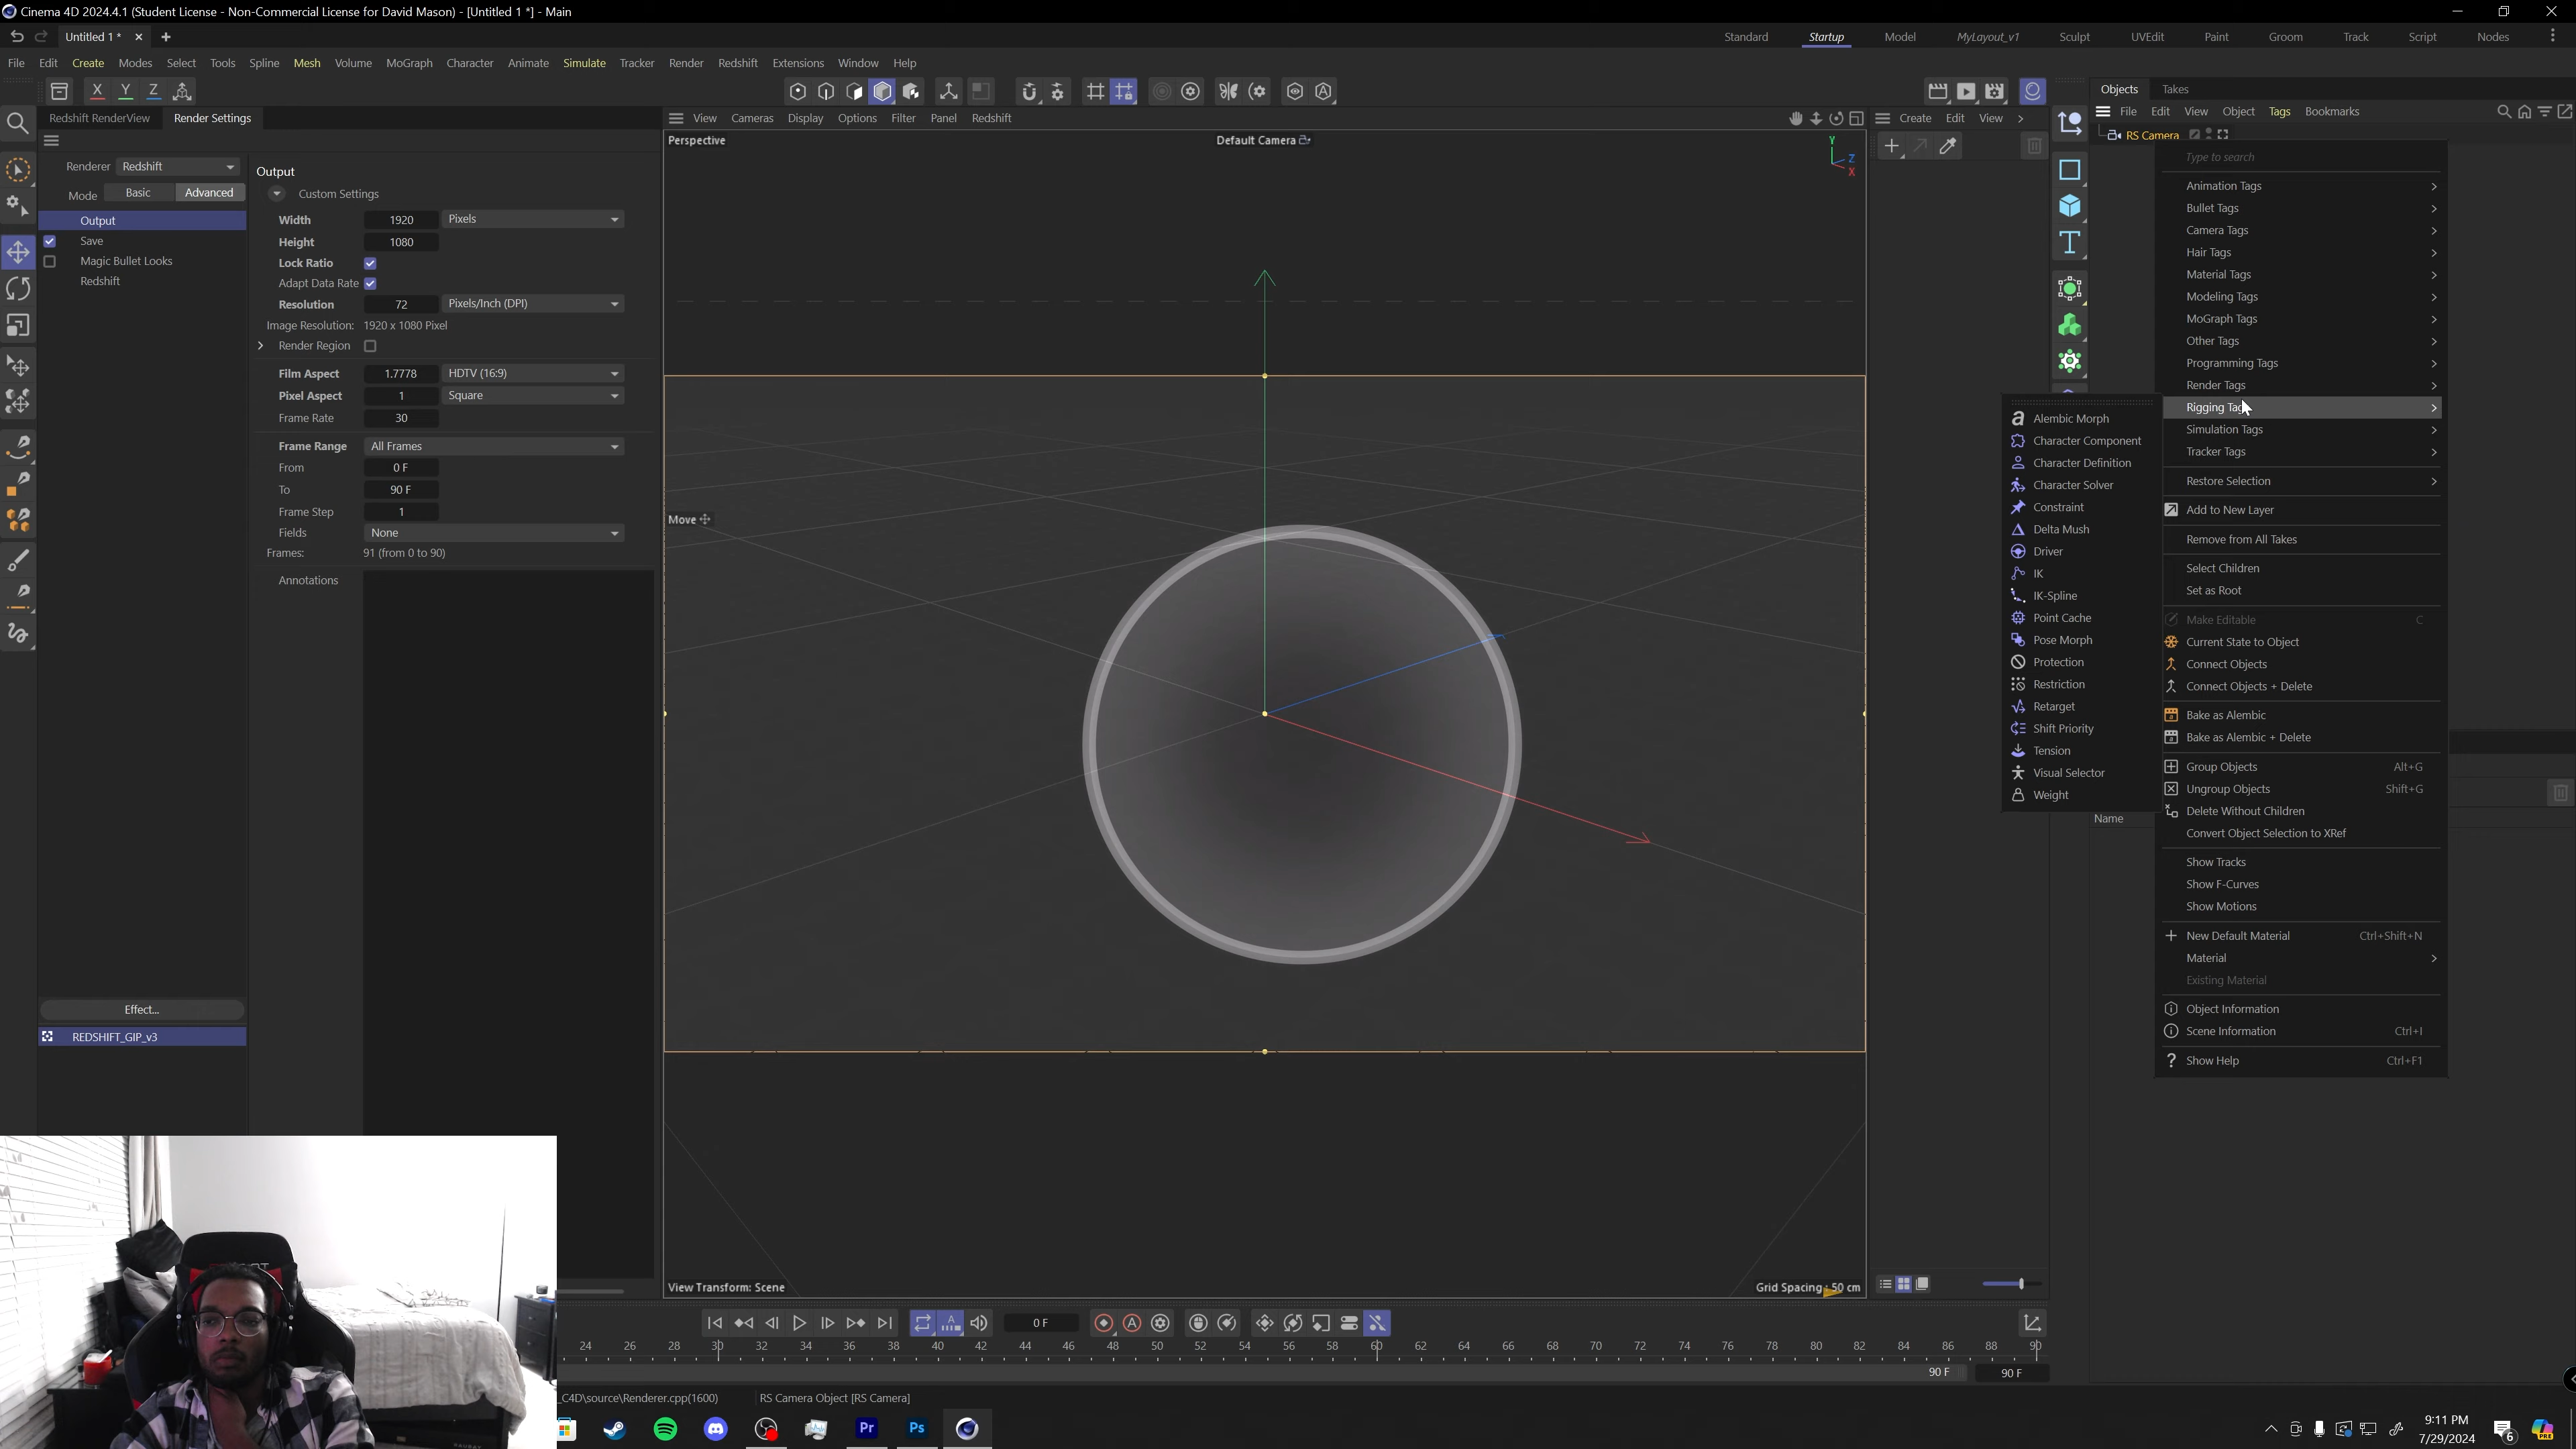 Cinema 4D 2024.4.1 (Student License - Non-Commercial License for David Mason) - [Untitled 1 *] - Main
Untitled 1 *
Standard Startup Model MyLayout_v1 Sculpt UVEdit Paint Groom Track Script Nodes
File Edit Create Modes Select Tools Spline Mesh Volume MoGraph Character Animate Simulate Tracker Render Redshift Extensions Window Help
X Y Z
Redshift RenderView Render Settings
Renderer Redshift
Mode Basic Advanced
Output
Save
Magic Bullet Looks
Redshift
Effect...
REDSHIFT_GIP_v3
Output
Custom Settings
Width 1920 Pixels
Height 1080
Lock Ratio
Adapt Data Rate
Resolution 72 Pixels/Inch (DPI)
Image Resolution: 1920 x 1080 Pixel
Render Region
Film Aspect 1.7778 HDTV (16:9)
Pixel Aspect 1 Square
Frame Rate 30
Frame Range All Frames
From 0 F
To 90 F
Frame Step 1
Fields None
Frames: 91 (from 0 to 90)
Annotations
View Cameras Display Options Filter Panel Redshift
Perspective Default Camera
Y
Z
X
Move
View Transform: Scene Grid Spacing : 50 cm
Create Edit View
Objects Takes
File Edit View Object Tags Bookmarks
RS Camera
Type to search
Animation Tags
Bullet Tags
Camera Tags
Hair Tags
Material Tags
Modeling Tags
MoGraph Tags
Other Tags
Programming Tags
Render Tags
Rigging Tags
Simulation Tags
Tracker Tags
Restore Selection
Add to New Layer
Remove from All Takes
Select Children
Set as Root
Make Editable C
Current State to Object
Connect Objects
Connect Objects + Delete
Bake as Alembic
Bake as Alembic + Delete
Group Objects Alt+G
Ungroup Objects Shift+G
Delete Without Children
Convert Object Selection to XRef
Show Tracks
Show F-Curves
Show Motions
New Default Material Ctrl+Shift+N
Material
Existing Material
Object Information
Scene Information Ctrl+I
Show Help Ctrl+F1
Alembic Morph
Character Component
Character Definition
Character Solver
Constraint
Delta Mush
Driver
IK
IK-Spline
Point Cache
Pose Morph
Protection
Restriction
Retarget
Shift Priority
Tension
Visual Selector
Weight
Name
0 F
24 26 28 30 32 34 36 38 40 42 44 46 48 50 52 54 56 58 60 62 64 66 68 70 72 74 76 78 80 82 84 86 88 90
90 F 90 F
_C4D\source\Renderer.cpp(1600) RS Camera Object [RS Camera]
Pr Ps
9:11 PM
7/29/2024
6
PRE